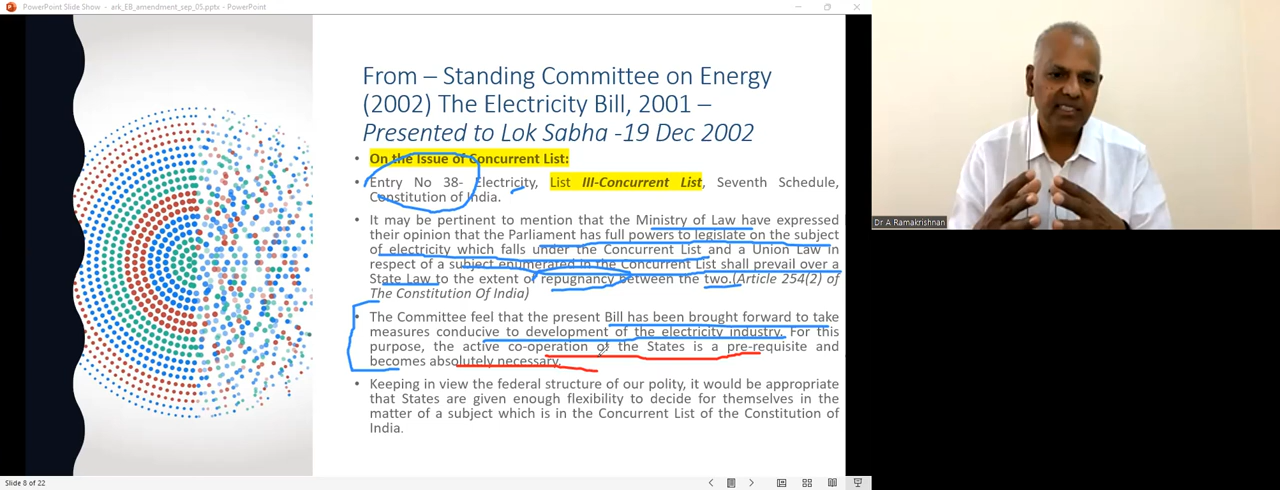 PowerPoint Slide Show - ark_EB_amendment_sep_05.pptx - PowerPoint
From – Standing Committee on Energy
(2002) The Electricity Bill, 2001 –
Presented to Lok Sabha -19 Dec 2002
• On the Issue of Concurrent List:
• Entry No 38- Electricity, List III-Concurrent List, Seventh Schedule,
Constitution of India.
• It may be pertinent to mention that the Ministry of Law have expressed
their opinion that the Parliament has full powers to legislate on the subject
of electricity which falls under the Concurrent List and a Union Law in
respect of a subject enumerated in the Concurrent List shall prevail over a
State Law to the extent of repugnancy between the two.(Article 254(2) of
The Constitution Of India)
• The Committee feel that the present Bill has been brought forward to take
measures conducive to development of the electricity industry. For this
purpose, the active co-operation of the States is a pre-requisite and
becomes absolutely necessary.
• Keeping in view the federal structure of our polity, it would be appropriate
that States are given enough flexibility to decide for themselves in the
matter of a subject which is in the Concurrent List of the Constitution of
India.
Dr A Ramakrishnan
Slide 8 of 22